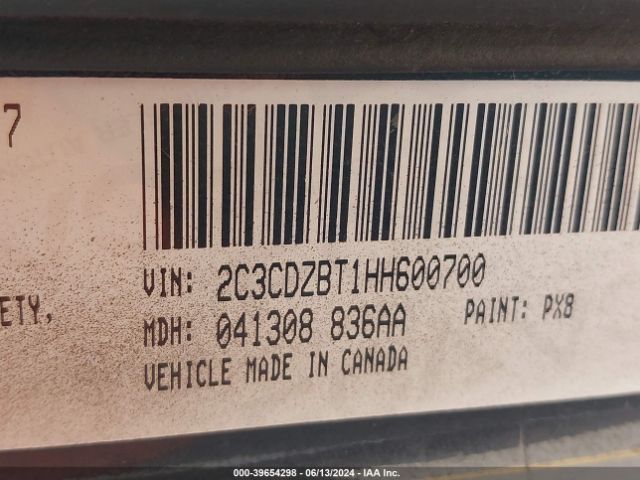 7
VIN: 2C3CDZBT1HH600700
ETY,
MDH: 041308 836AA PAINT: PX8
VEHICLE MADE IN CANADA
000-39654298 - 06/13/2024 - IAA Inc.